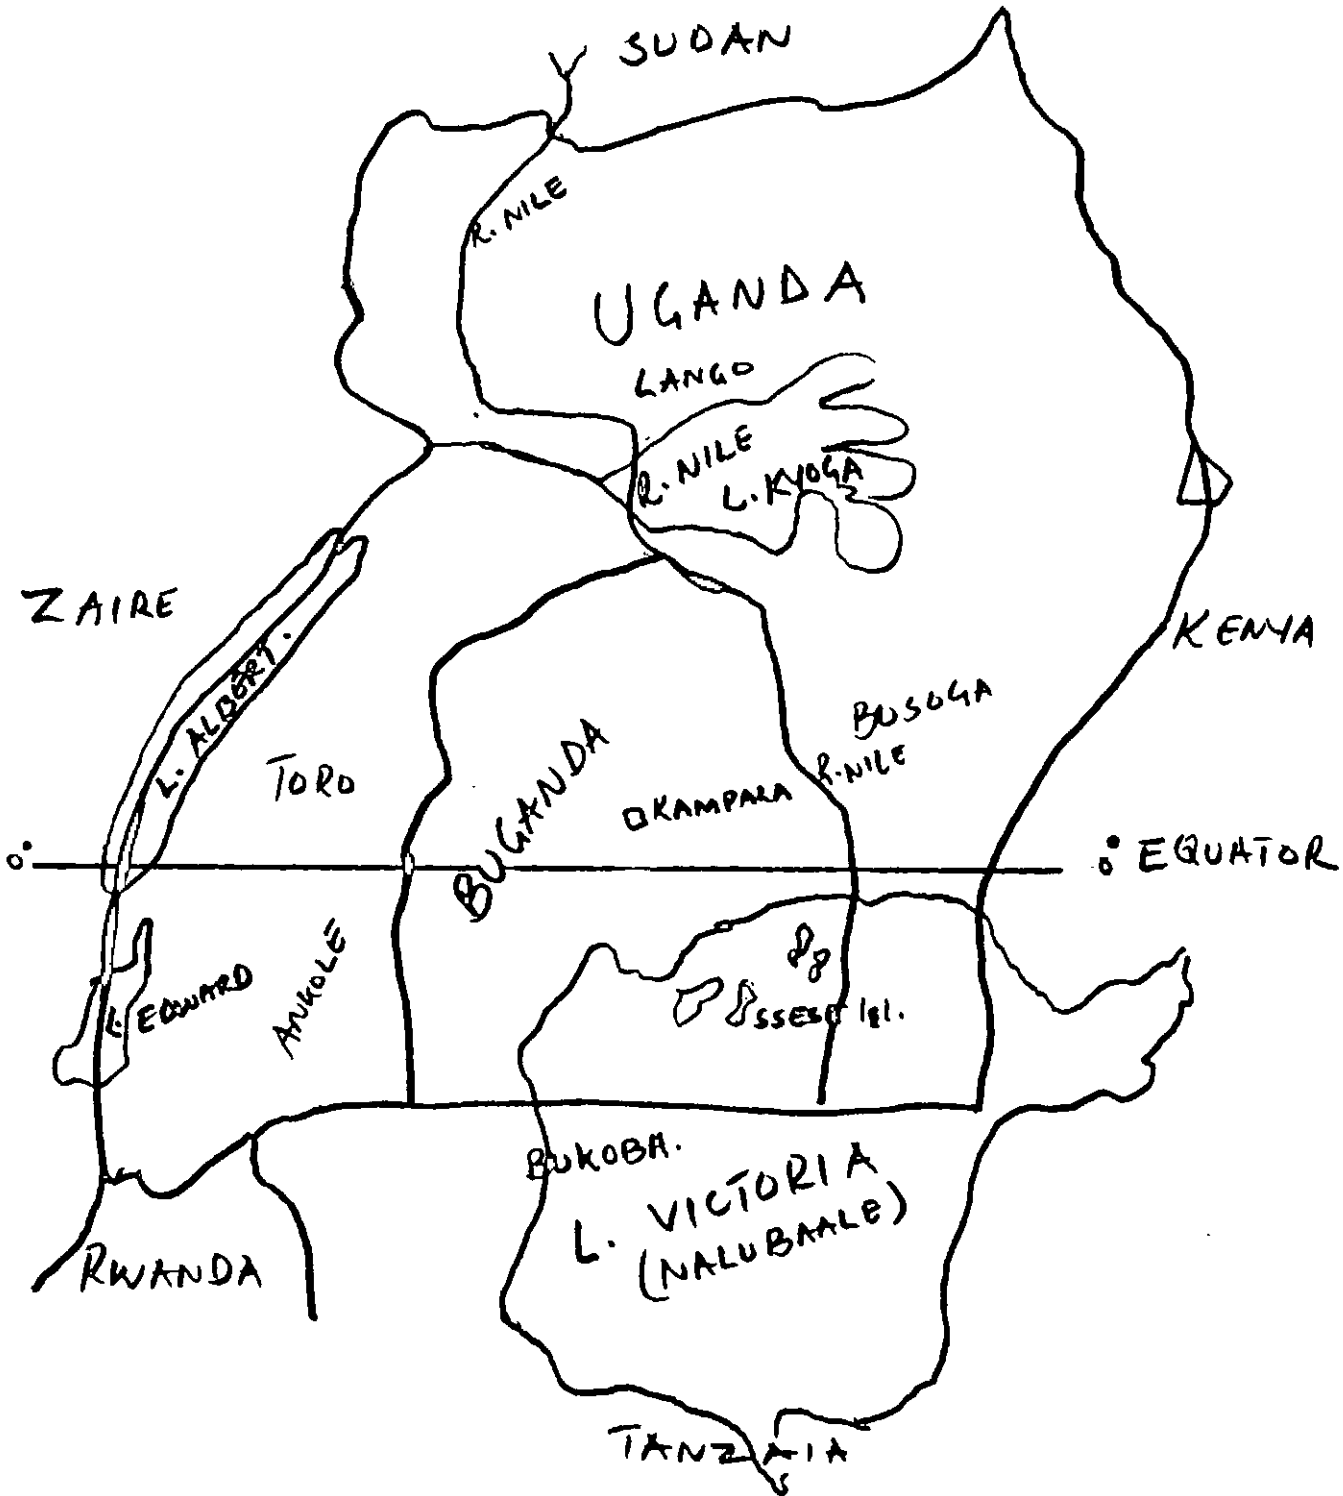 SUDAN
R. NILE
UGANDA
LANGO
R. NILE
L. KYOGA
ZAIRE
KENYA
L. ALBERT.
TORO
BUSOGA
R. NILE
BUGANDA
KAMPALA
0°
0° EQUATOR
L. EDWARD
ANKOLE
SSESE Isl.
BUKOBA.
L. VICTORIA
(NALUBAALE)
RWANDA
TANZAIA